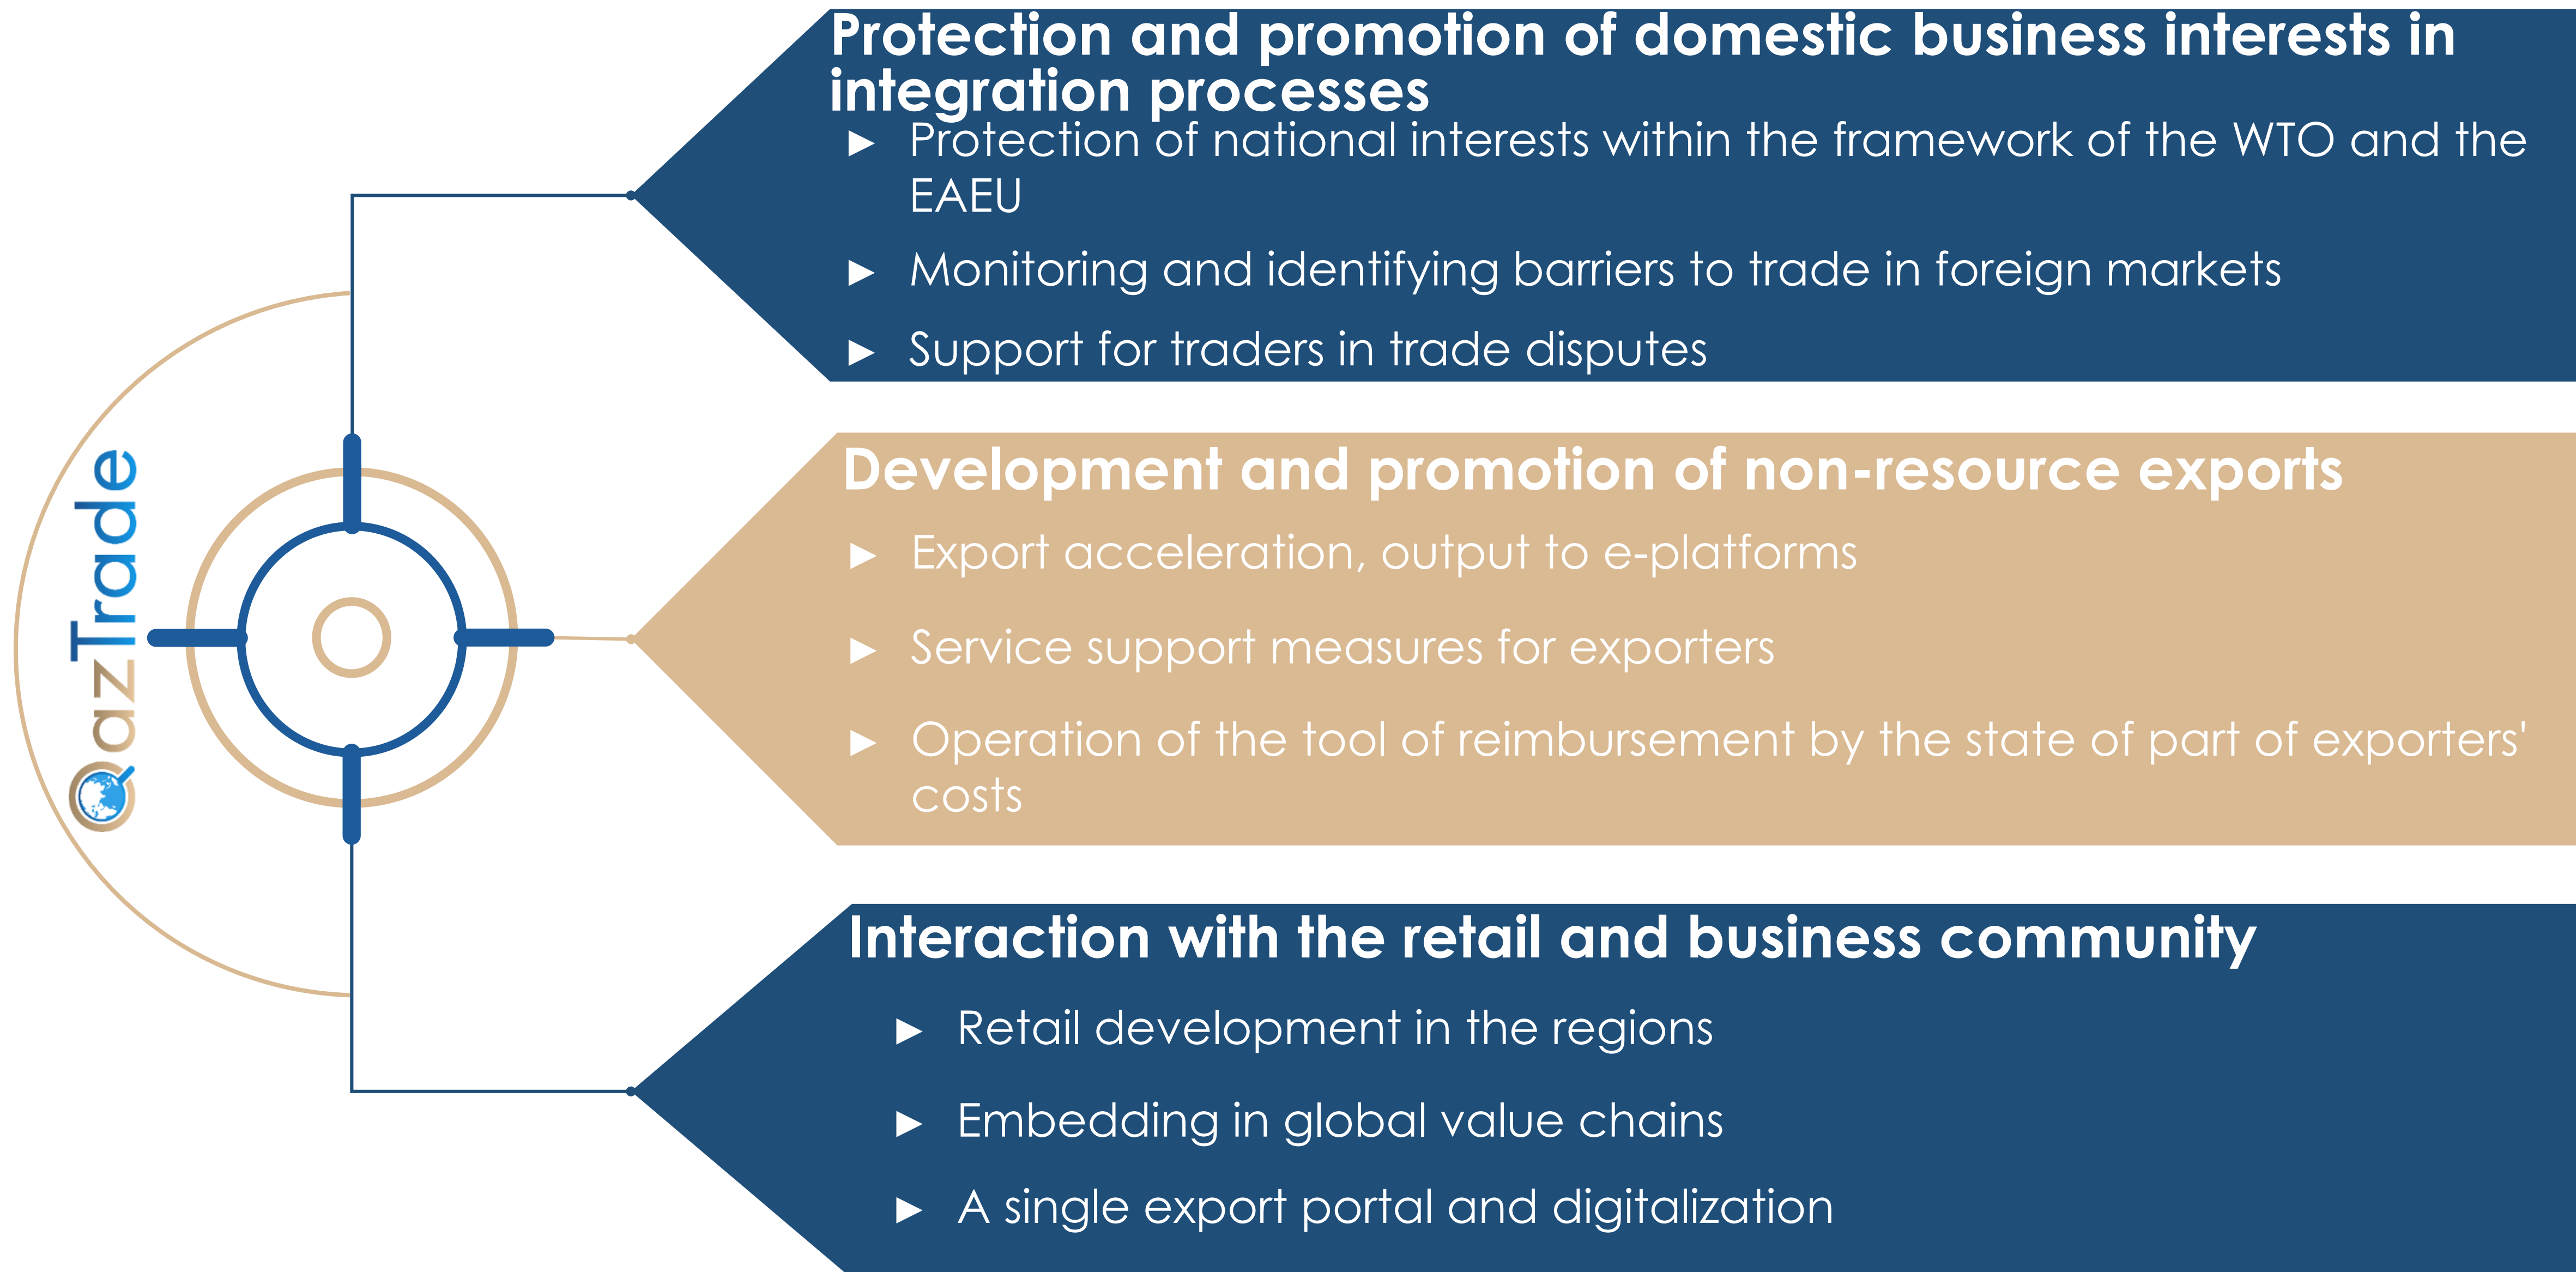 QazTrade
Protection and promotion of domestic business interests in
integration processes
► Protection of national interests within the framework of the WTO and the
EAEU
► Monitoring and identifying barriers to trade in foreign markets
► Support for traders in trade disputes
Development and promotion of non-resource exports
► Export acceleration, output to e-platforms
► Service support measures for exporters
► Operation of the tool of reimbursement by the state of part of exporters'
costs
Interaction with the retail and business community
► Retail development in the regions
► Embedding in global value chains
► A single export portal and digitalization